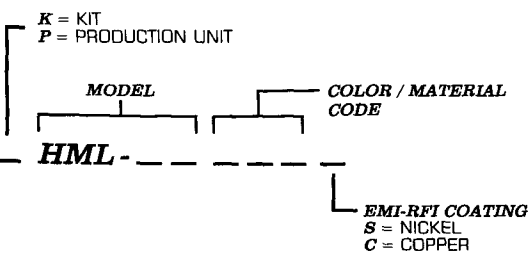 K = KIT
P = PRODUCTION UNIT
MODEL
COLOR / MATERIAL
CODE
_ HML - _ _ _ _ _ _ _
EMI-RFI COATING
S = NICKEL
C = COPPER